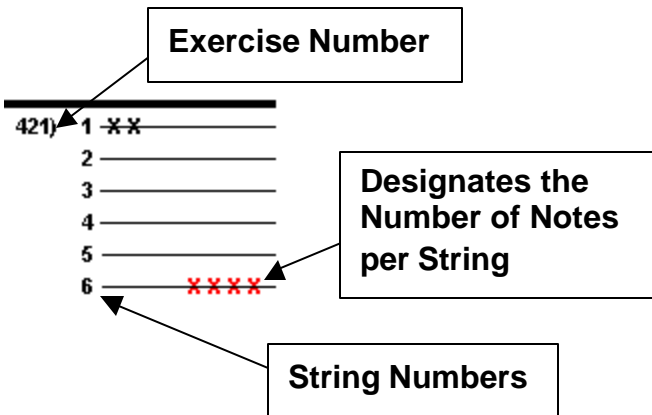 Exercise Number
421) 1 X X
2
3
4
5
6 X X X X
Designates the
Number of Notes
per String
String Numbers